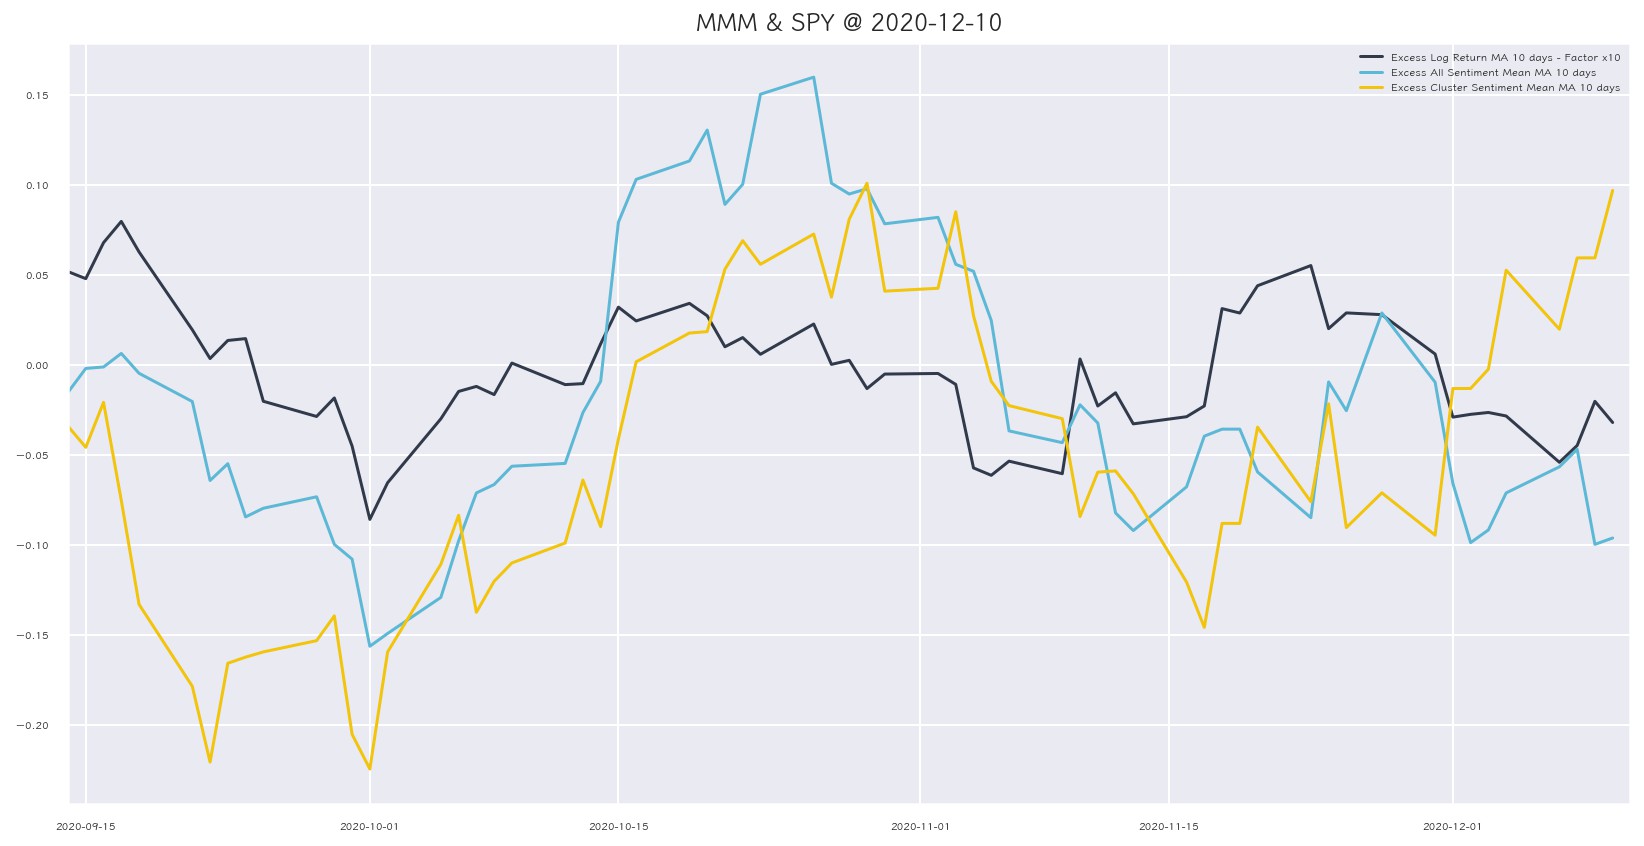 MMM & SPY @ 2020-12-10
Excess Log Return MA 10 days - Factor x10
Excess All Sentiment Mean MA 10 days
Excess Cluster Sentiment Mean MA 10 days
0.15
0.10
0.05
0.00
−0.05
−0.10
−0.15
−0.20
2020-09-15 2020-10-01 2020-10-15 2020-11-01 2020-11-15 2020-12-01